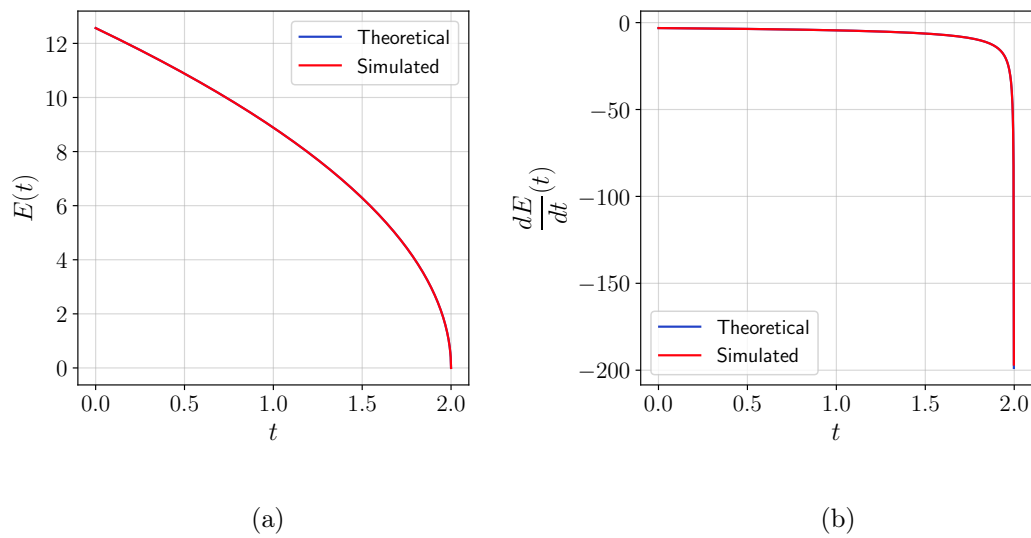 12
10
8
6
4
2
0
E(t)
0.0 0.5 1.0 1.5 2.0
t
Theoretical
Simulated
(a)
0
−50
−100
−150
−200
dE/dt (t)
0.0 0.5 1.0 1.5 2.0
t
Theoretical
Simulated
(b)